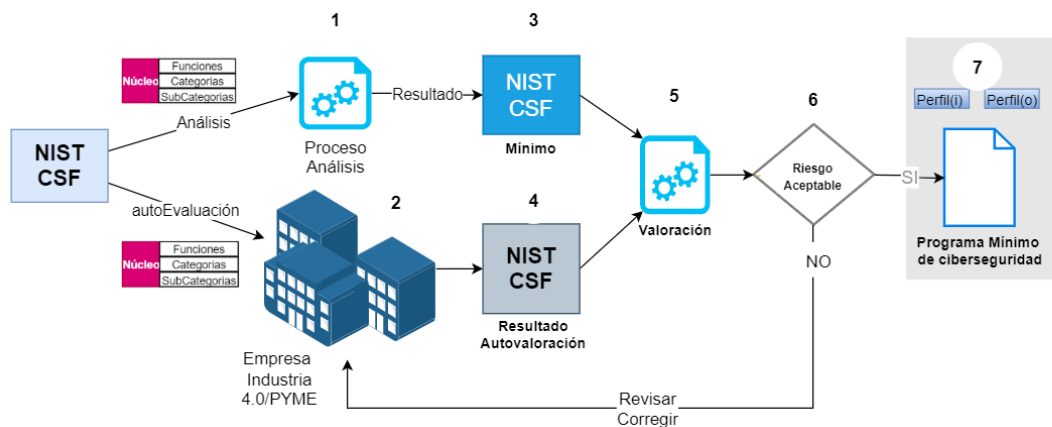 1
3
Funciones
Núcleo
Categorias
SubCategorias
7
Perfil(i)
Perfil(o)
5
6
NIST
CSF
Resultado
Análisis
Proceso
Análisis
Mínimo
NIST
CSF
autoEvaluación
2
4
Riesgo
Aceptable
SI
Valoración
Funciones
Núcleo
Categorias
SubCategorias
NIST
CSF
NO
Programa Mínimo
de ciberseguridad
Resultado
Autovaloración
Empresa
Industria
4.0/PYME
Revisar
Corregir